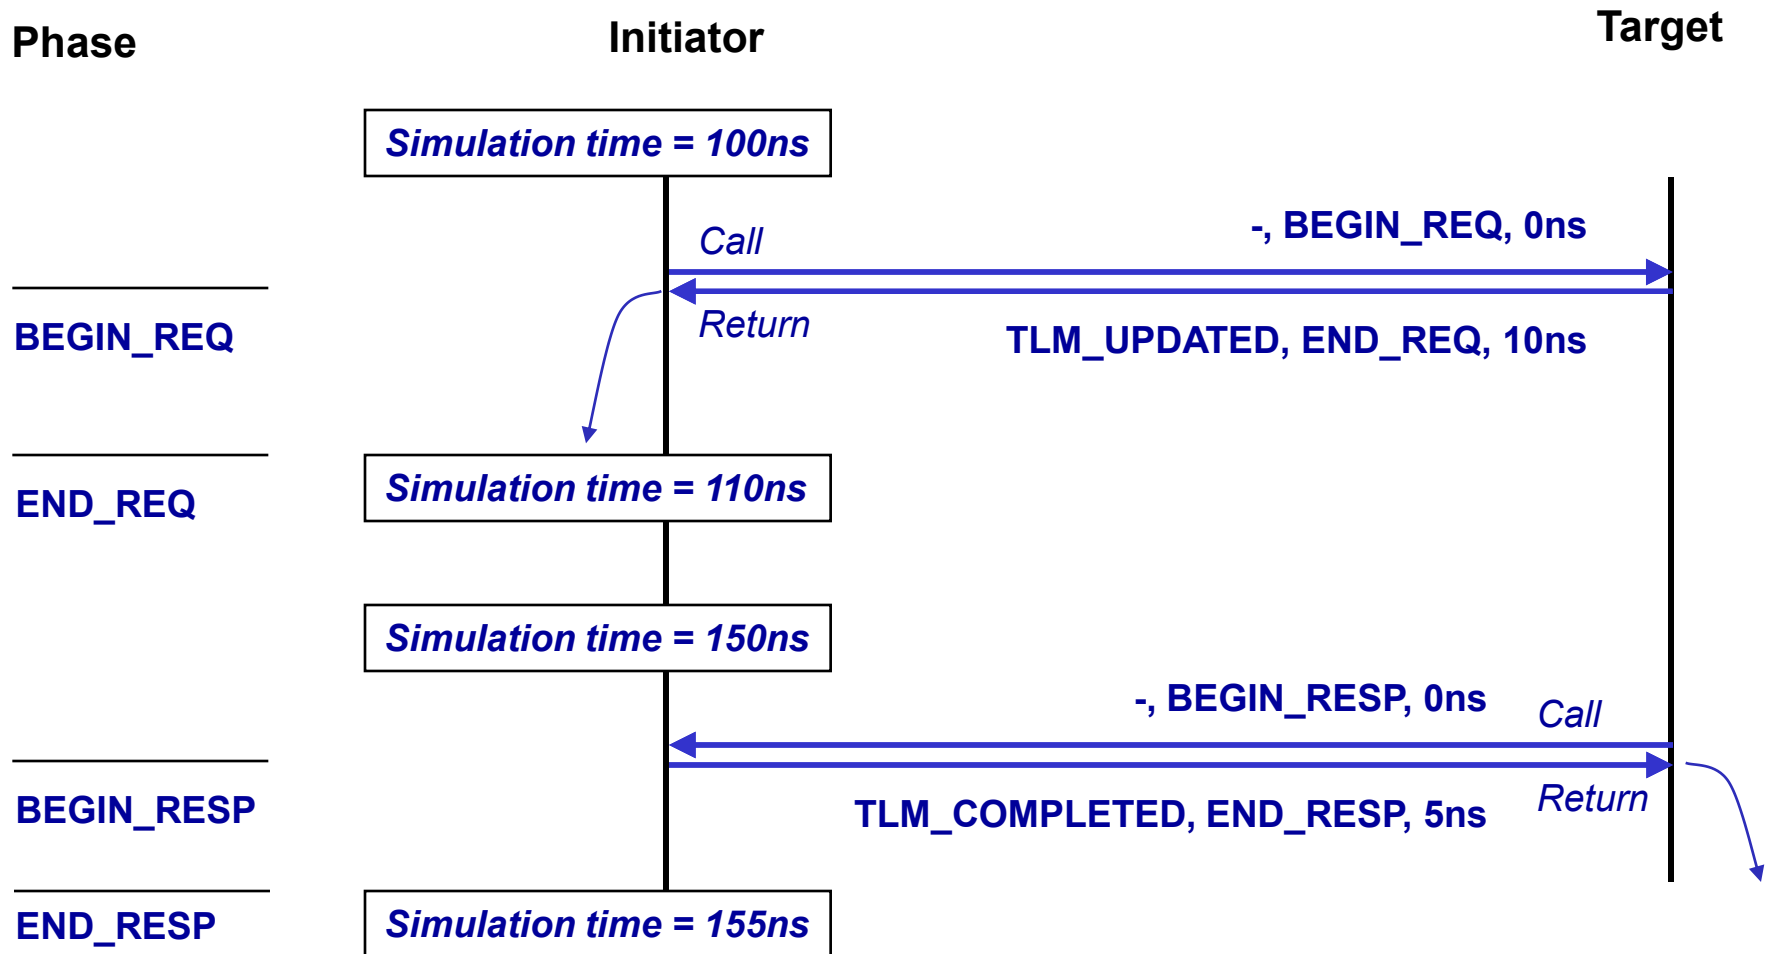 Phase
Initiator
Target
Simulation time = 100ns
-, BEGIN_REQ, 0ns
Call
BEGIN_REQ
Return
TLM_UPDATED, END_REQ, 10ns
END_REQ
Simulation time = 110ns
Simulation time = 150ns
-, BEGIN_RESP, 0ns
Call
BEGIN_RESP
TLM_COMPLETED, END_RESP, 5ns
Return
END_RESP
Simulation time = 155ns